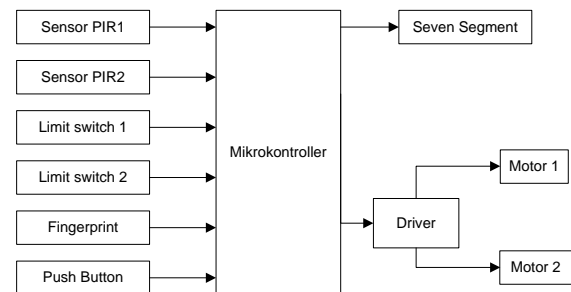 Sensor PIR1
Sensor PIR2
Limit switch 1
Limit switch 2
Fingerprint
Push Button
Mikrokontroller
Seven Segment
Driver
Motor 1
Motor 2